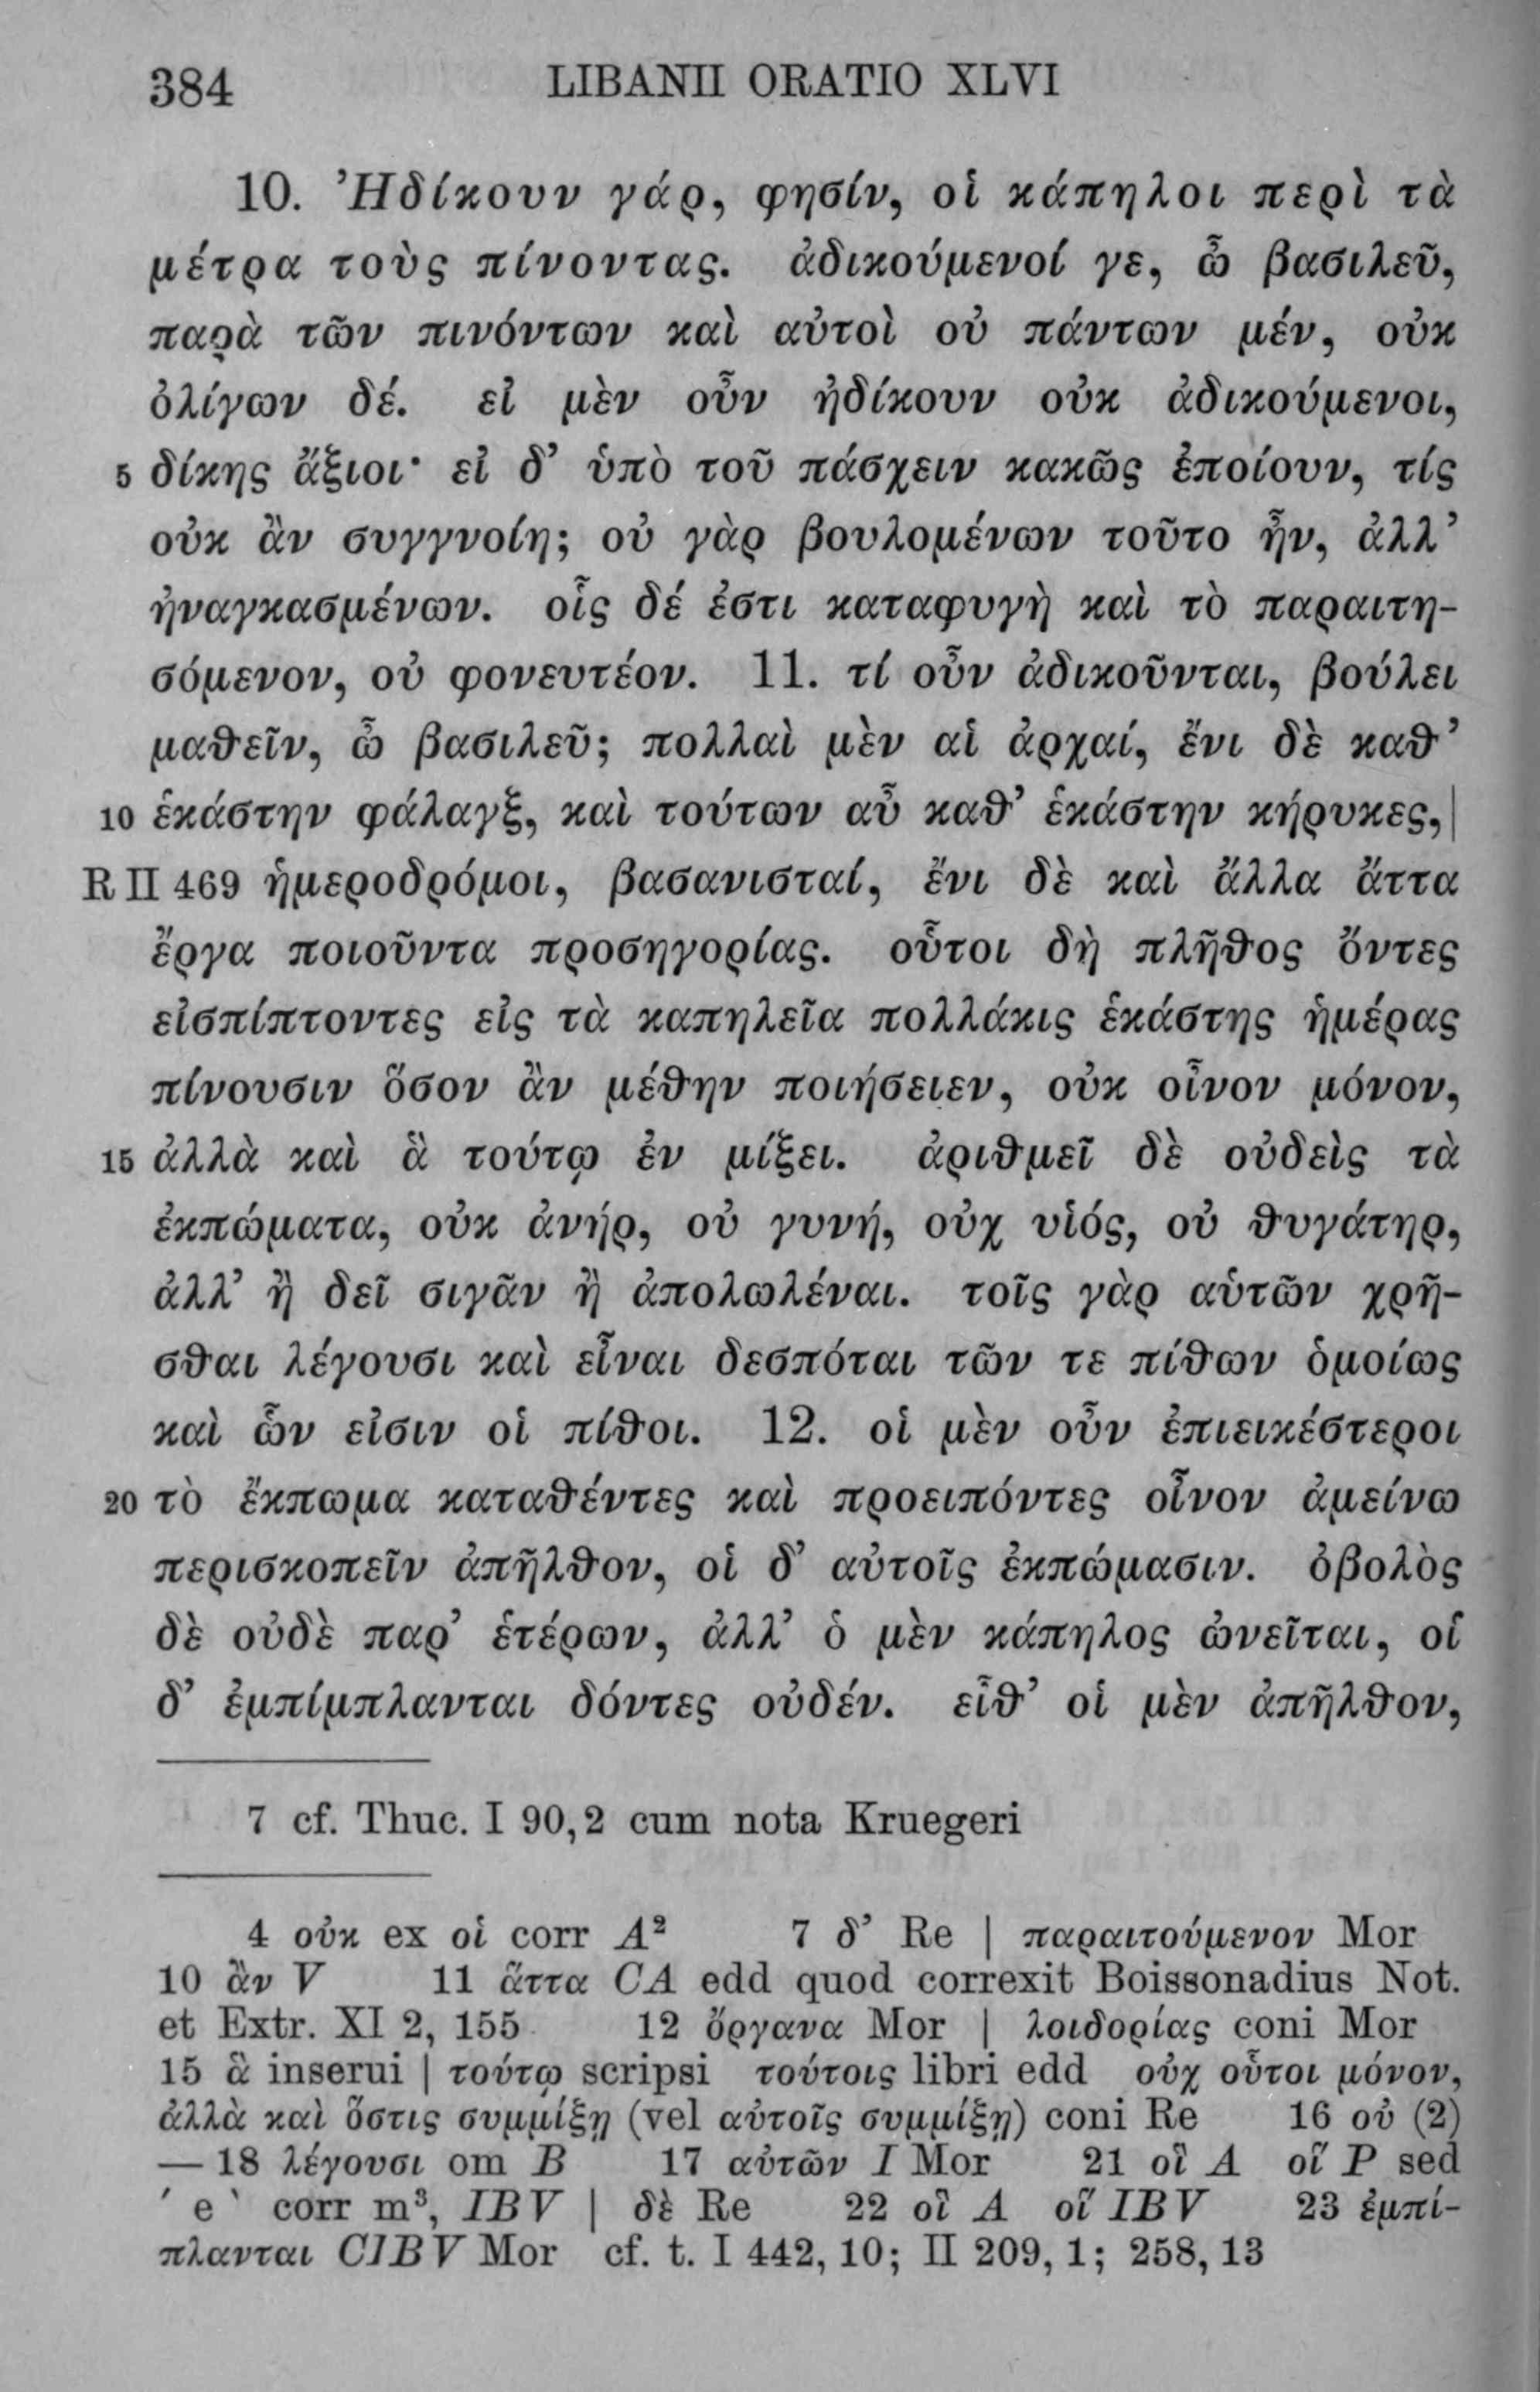 384 LIBANII ORATIO XLVI
10. Ἠδίκουν γάρ, φησίν, οἱ κάπηλοι περὶ τὰ
μέτρα τοὺς πίνοντας. ἀδικούμενοί γε, ὦ βασιλεῦ,
παρὰ τῶν πινόντων καὶ αὐτοὶ οὐ πάντων μέν, οὐκ
ὀλίγων δέ. εἰ μὲν οὖν ἠδίκουν οὐκ ἀδικούμενοι,
5 δίκης ἄξιοι· εἰ δ’ ὑπὸ τοῦ πάσχειν κακῶς ἐποίουν, τίς
οὐκ ἂν συγγνοίη; οὐ γὰρ βουλομένων τοῦτο ἦν, ἀλλ’
ἠναγκασμένων. οἷς δέ ἐστι καταφυγὴ καὶ τὸ παραιτη-
σόμενον, οὐ φονευτέον. 11. τί οὖν ἀδικοῦνται, βούλει
μαθεῖν, ὦ βασιλεῦ; πολλαὶ μὲν αἱ ἀρχαί, ἔνι δὲ καθ’
10 ἑκάστην φάλαγξ, καὶ τούτων αὖ καθ’ ἑκάστην κήρυκες, |
R II 469 ἡμεροδρόμοι, βασανισταί, ἔνι δὲ καὶ ἄλλα ἄττα
ἔργα ποιοῦντα προσηγορίας. οὗτοι δὴ πλῆθος ὄντες
εἰσπίπτοντες εἰς τὰ καπηλεῖα πολλάκις ἑκάστης ἡμέρας
πίνουσιν ὅσον ἂν μέθην ποιήσειεν, οὐκ οἶνον μόνον,
15 ἀλλὰ καὶ ἃ τούτῳ ἐν μίξει. ἀριθμεῖ δὲ οὐδεὶς τὰ
ἐκπώματα, οὐκ ἀνήρ, οὐ γυνή, οὐχ υἱός, οὐ θυγάτηρ,
ἀλλ’ ἢ δεῖ σιγᾶν ἢ ἀπολωλέναι. τοῖς γὰρ αὑτῶν χρῆ-
σθαι λέγουσι καὶ εἶναι δεσπόται τῶν τε πίθων ὁμοίως
καὶ ὧν εἰσιν οἱ πίθοι. 12. οἱ μὲν οὖν ἐπιεικέστεροι
20 τὸ ἔκπωμα καταθέντες καὶ προειπόντες οἶνον ἀμείνω
περισκοπεῖν ἀπῆλθον, οἱ δ’ αὐτοῖς ἐκπώμασιν. ὀβολὸς
δὲ οὐδὲ παρ’ ἑτέρων, ἀλλ’ ὁ μὲν κάπηλος ὠνεῖται, οἱ
δ’ ἐμπίμπλανται δόντες οὐδέν. εἶθ’ οἱ μὲν ἀπῆλθον,
7 cf. Thuc. I 90, 2 cum nota Kruegeri
4 οὐκ ex οἱ corr A² 7 δ’ Re | παραιτούμενον Mor
10 ἂν V 11 ἅττα CA edd quod correxit Boissonadius Not.
et Extr. XI 2, 155 12 ὄργανα Mor | λοιδορίας coni Mor
15 ἃ inserui | τούτῳ scripsi τούτοις libri edd οὐχ οὗτοι μόνον,
ἀλλὰ καὶ ὅστις συμμίξῃ (vel αὐτοῖς συμμίξῃ) coni Re 16 οὐ (2)
— 18 λέγουσι om B 17 αὐτῶν I Mor 21 οἳ A οἵ P sed
´ e ` corr m³, IBV | δὲ Re 22 οἳ A οἵ IBV 23 ἐμπί-
πλανται CIBV Mor cf. t. I 442, 10; II 209, 1; 258, 13